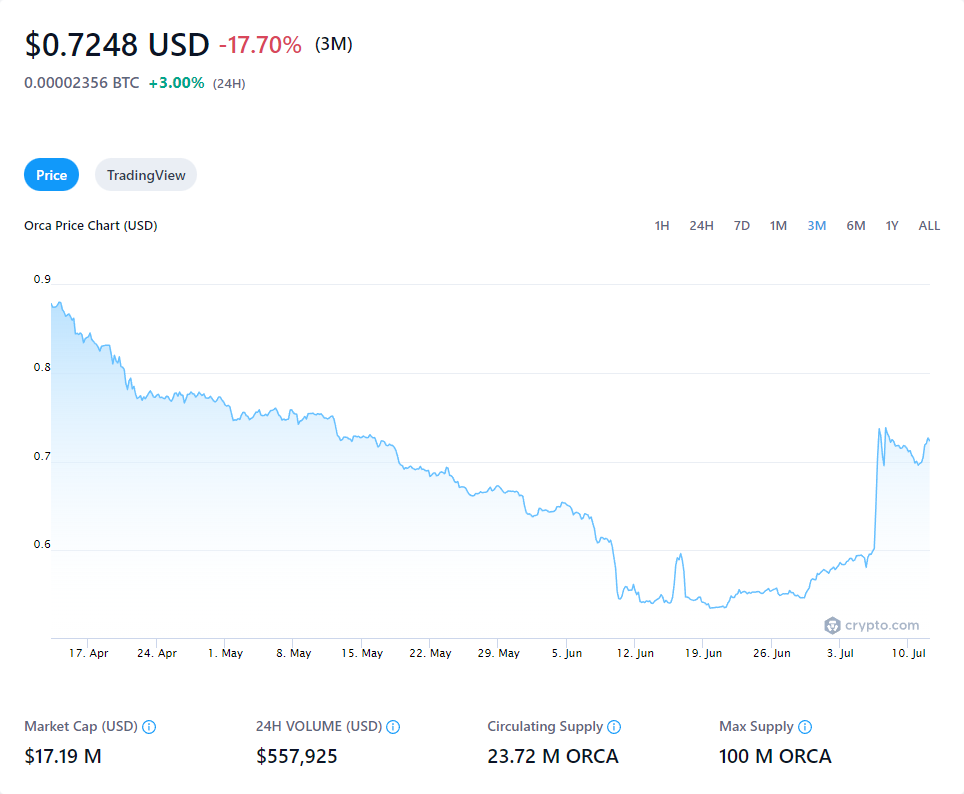 $0.7248 USD -17.70% (3M)
0.00002356 BTC +3.00% (24H)
Price TradingView
Orca Price Chart (USD) 1H 24H 7D 1M 3M 6M 1Y ALL
0.9
0.8
0.7
0.6
crypto.com
17. Apr 24. Apr 1. May 8. May 15. May 22. May 29. May 5. Jun 12. Jun 19. Jun 26. Jun 3. Jul 10. Jul
Market Cap (USD) 24H VOLUME (USD) Circulating Supply Max Supply
$17.19 M $557,925 23.72 M ORCA 100 M ORCA